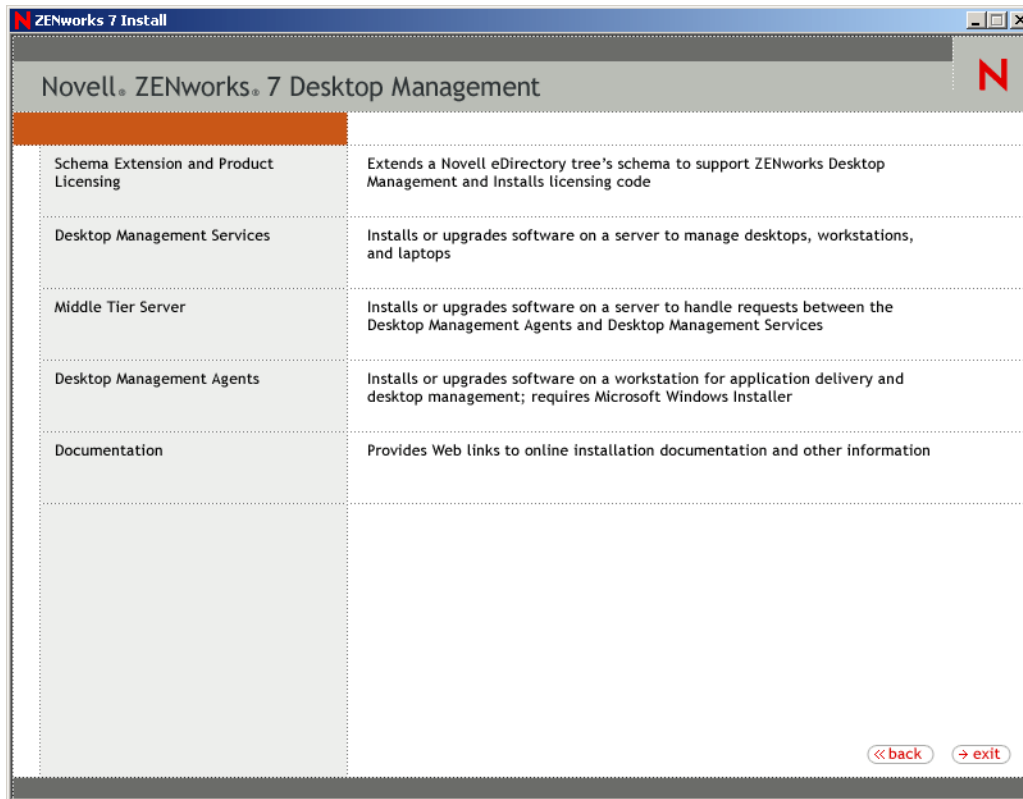 ZENworks 7 Install
Novell® ZENworks® 7 Desktop Management
N
Schema Extension and Product
Licensing
Extends a Novell eDirectory tree's schema to support ZENworks Desktop
Management and Installs licensing code
Desktop Management Services
Installs or upgrades software on a server to manage desktops, workstations,
and laptops
Middle Tier Server
Installs or upgrades software on a server to handle requests between the
Desktop Management Agents and Desktop Management Services
Desktop Management Agents
Installs or upgrades software on a workstation for application delivery and
desktop management; requires Microsoft Windows Installer
Documentation
Provides Web links to online installation documentation and other information
back
exit